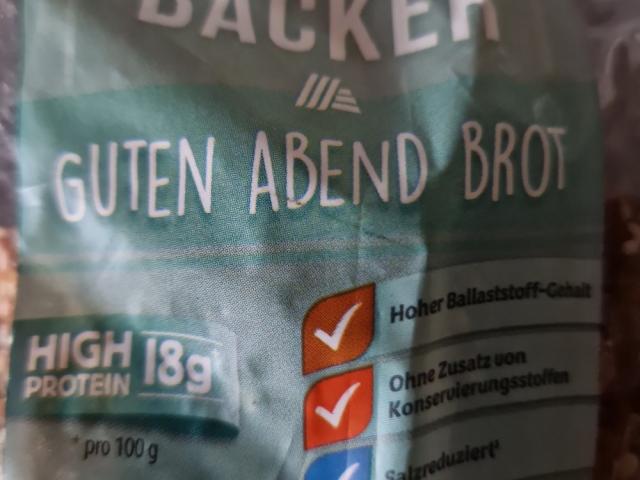 BÄCKER
GUTEN ABEND BROT
Hoher Ballaststoff-Gehalt
HIGH
PROTEIN
18g*
Ohne Zusatz von
Konservierungsstoffen
* pro 100 g
Salzreduziert¹